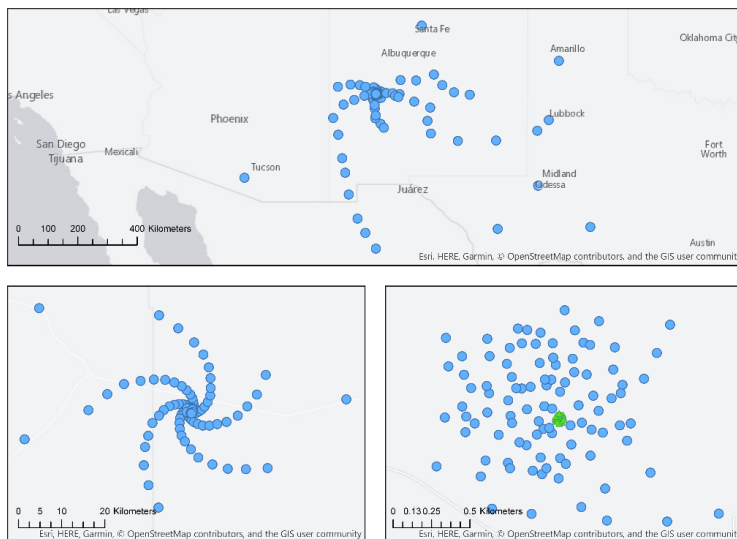 Las Vegas
Santa Fe
Albuquerque
Amarillo
Oklahoma City
s Angeles
Phoenix
Lubbock
San Diego
Mexicali
Tijuana
Fort
Worth
Tucson
Midland
Odessa
Juárez
0 100 200 400 Kilometers
Austin
Esri, HERE, Garmin, © OpenStreetMap contributors, and the GIS user community
0 5 10 20 Kilometers
Esri, HERE, Garmin, © OpenStreetMap contributors, and the GIS user community
0 0.13 0.25 0.5 Kilometers
Esri, HERE, Garmin, © OpenStreetMap contributors, and the GIS user community